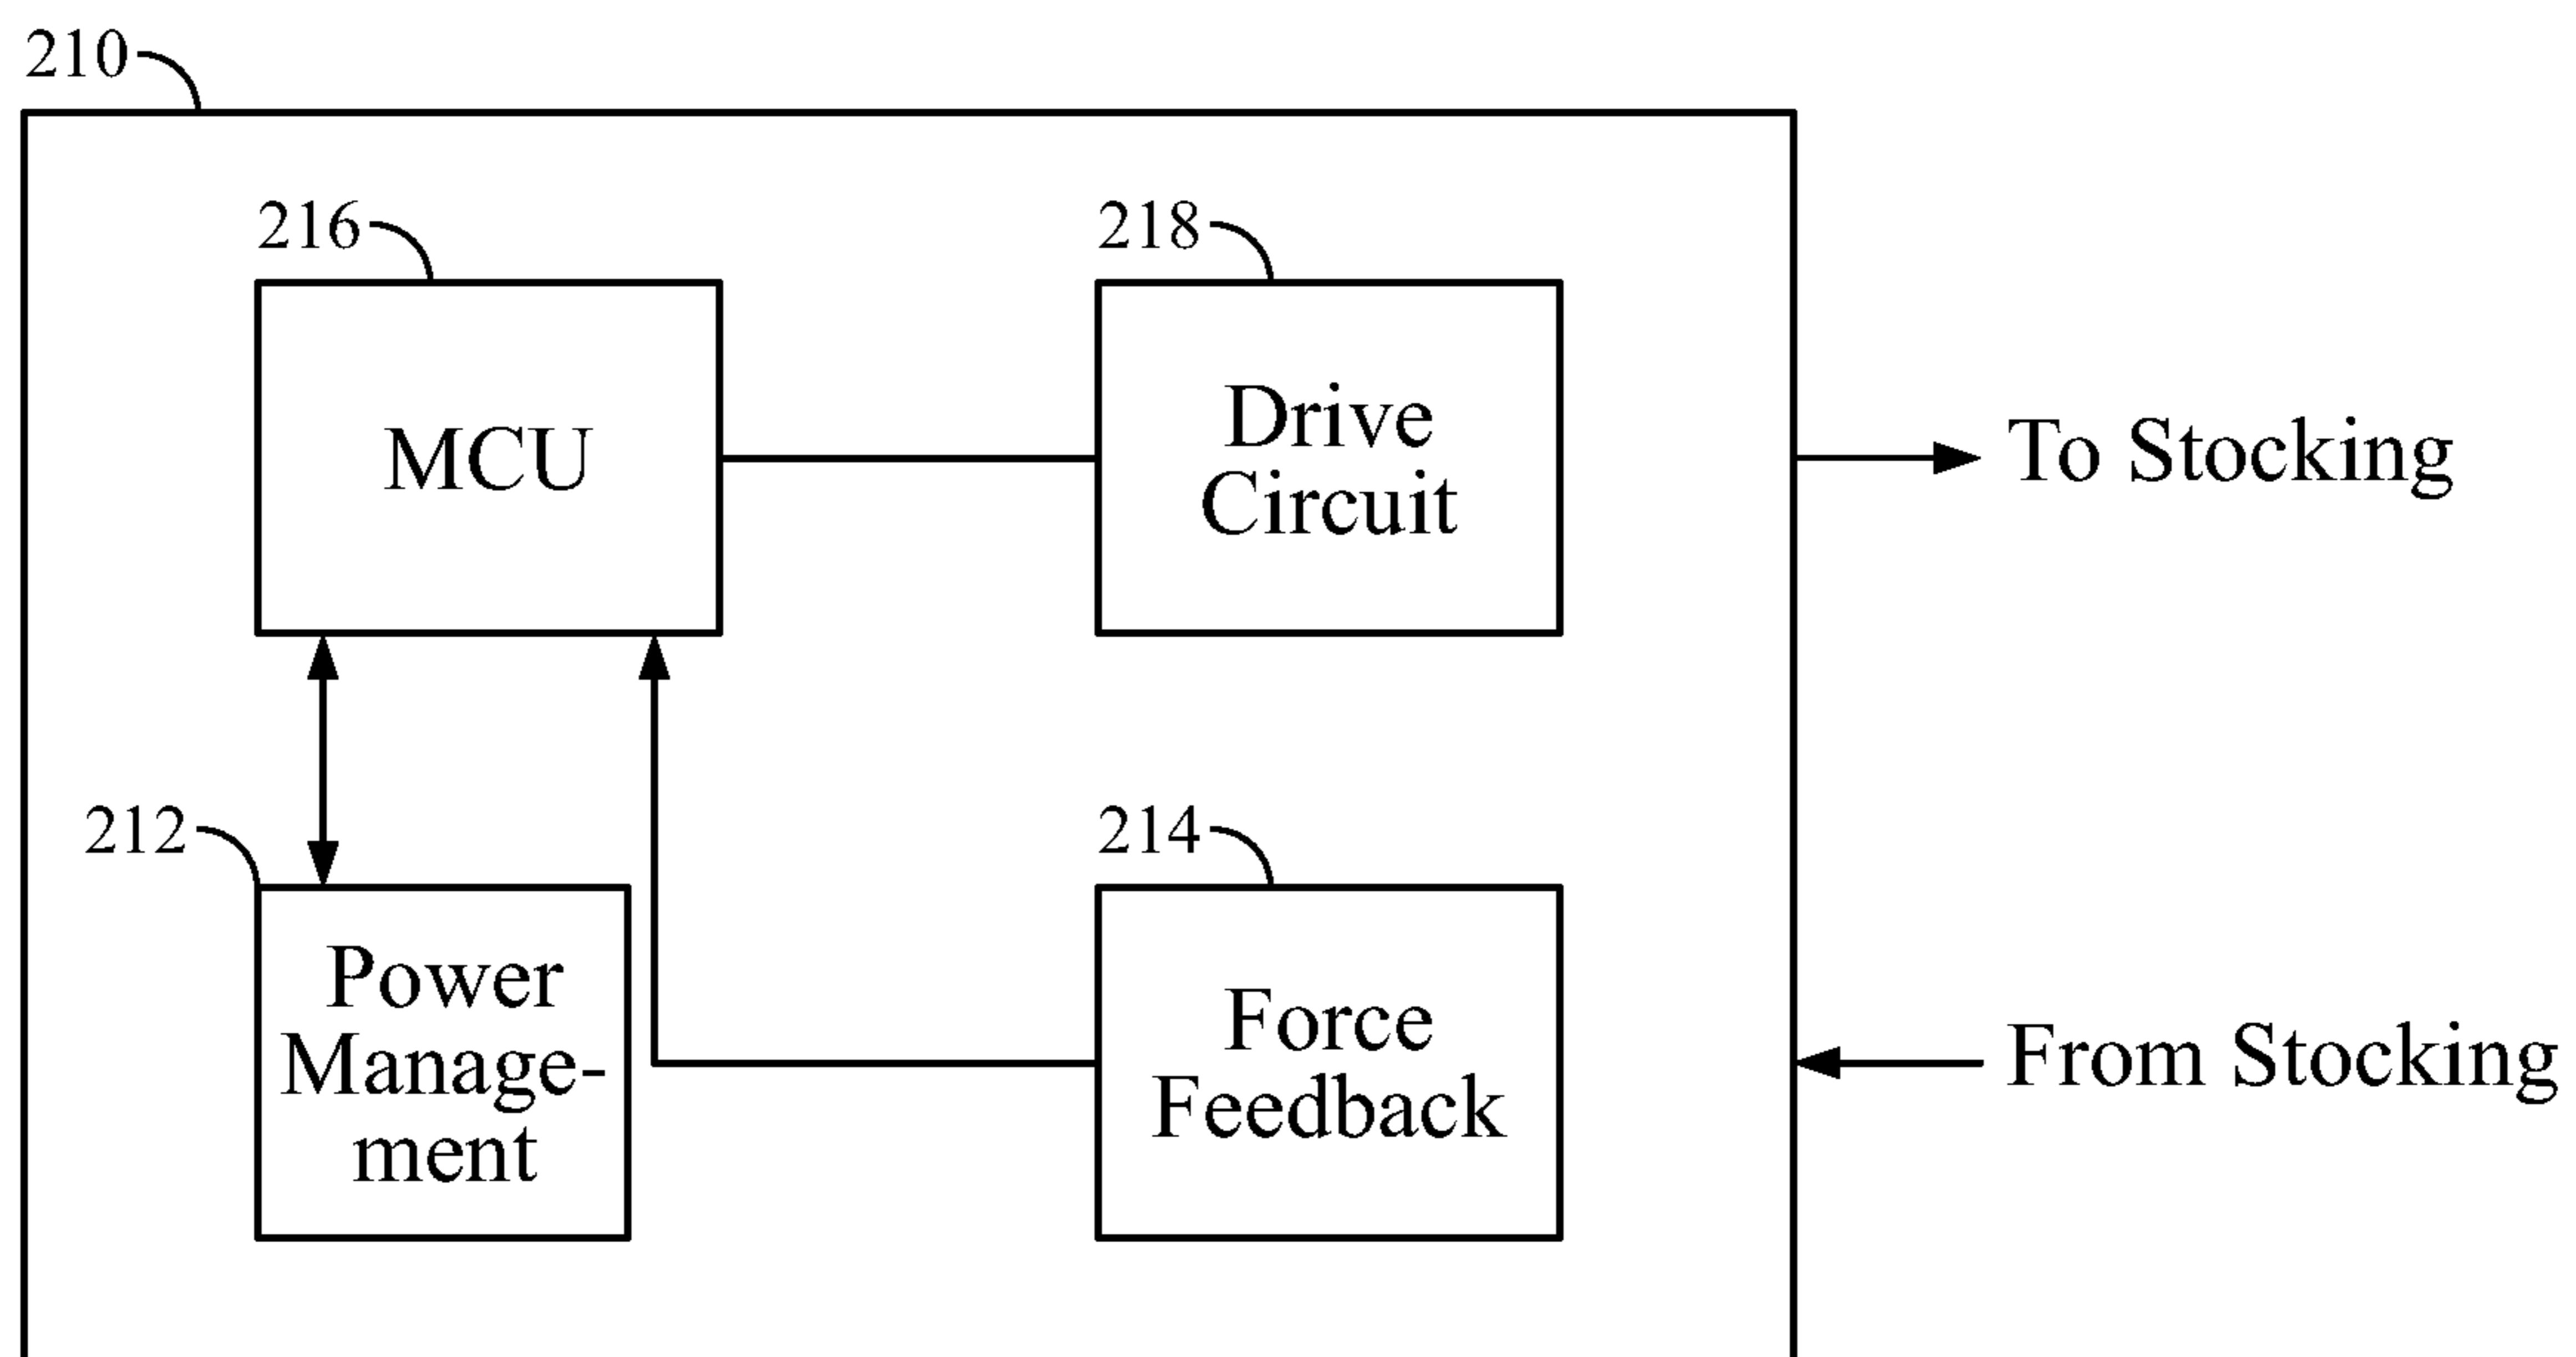 210
216
218
MCU
Drive
Circuit
To Stocking
212
214
Power
Manage-
ment
Force
Feedback
From Stocking